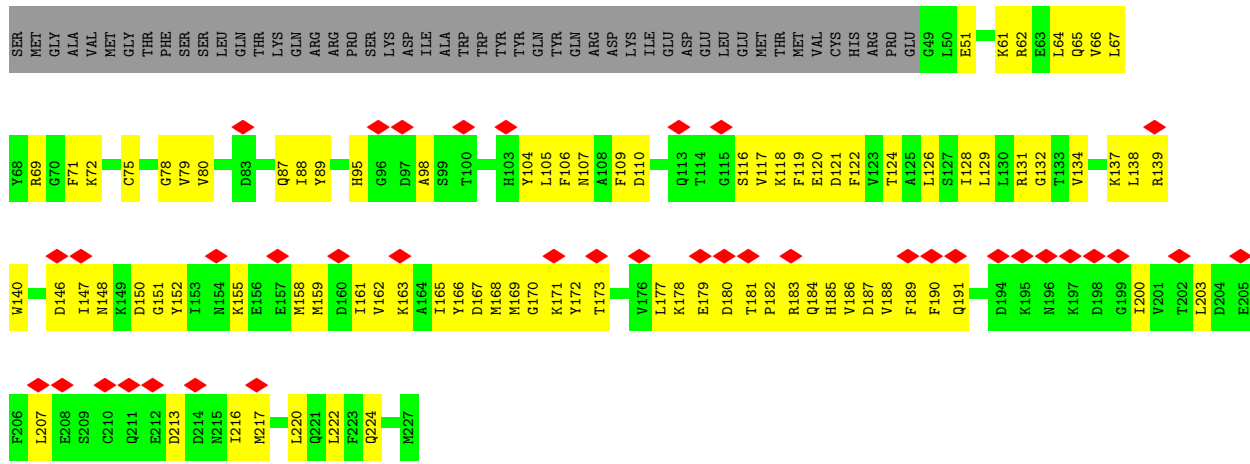 SER MET GLY ALA VAL MET GLY THR PHE SER SER LEU GLN THR LYS GLN ARG ARG PRO SER LYS ASP ILE ALA TRP TRP TYR TYR GLN TYR GLN ARG ASP LYS ILE GLU ASP GLU LEU GLU MET THR MET VAL CYS HIS ARG PRO GLU G49 L50 E51 K61 R62 E63 L64 Q65 V66 L67
Y68 R69 G70 F71 K72 C75 G78 V79 V80 D83 Q87 I88 Y89 H95 G96 D97 A98 S99 T100 H103 Y104 L105 F106 N107 A108 F109 D110 Q113 T114 G115 S116 V117 K118 F119 E120 D121 F122 V123 T124 A125 L126 S127 I128 L129 L130 R131 G132 T133 V134 K137 L138 R139
W140 D146 I147 N148 K149 D150 G151 Y152 I153 N154 K155 E156 E157 M158 M159 D160 I161 V162 K163 A164 I165 Y166 D167 M168 M169 G170 K171 Y172 T173 V176 L177 K178 E179 D180 T181 P182 R183 Q184 H185 V186 D187 V188 F189 F190 Q191 D194 K195 N196 K197 D198 G199 I200 V201 T202 L203 D204 E205
F206 L207 E208 S209 C210 Q211 E212 D213 D214 N215 I216 M217 L220 Q221 L222 F223 Q224 M227